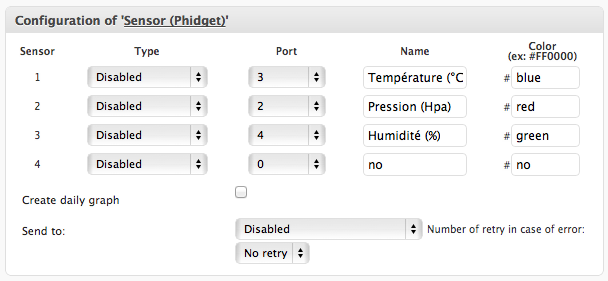 Configuration of 'Sensor (Phidget)'
Sensor Type Port Name Color (ex: #FF0000)
1 Disabled 3 Température (°C # blue
2 Disabled 2 Pression (Hpa) # red
3 Disabled 4 Humidité (%) # green
4 Disabled 0 no # no
Create daily graph
Send to: Disabled Number of retry in case of error:
No retry